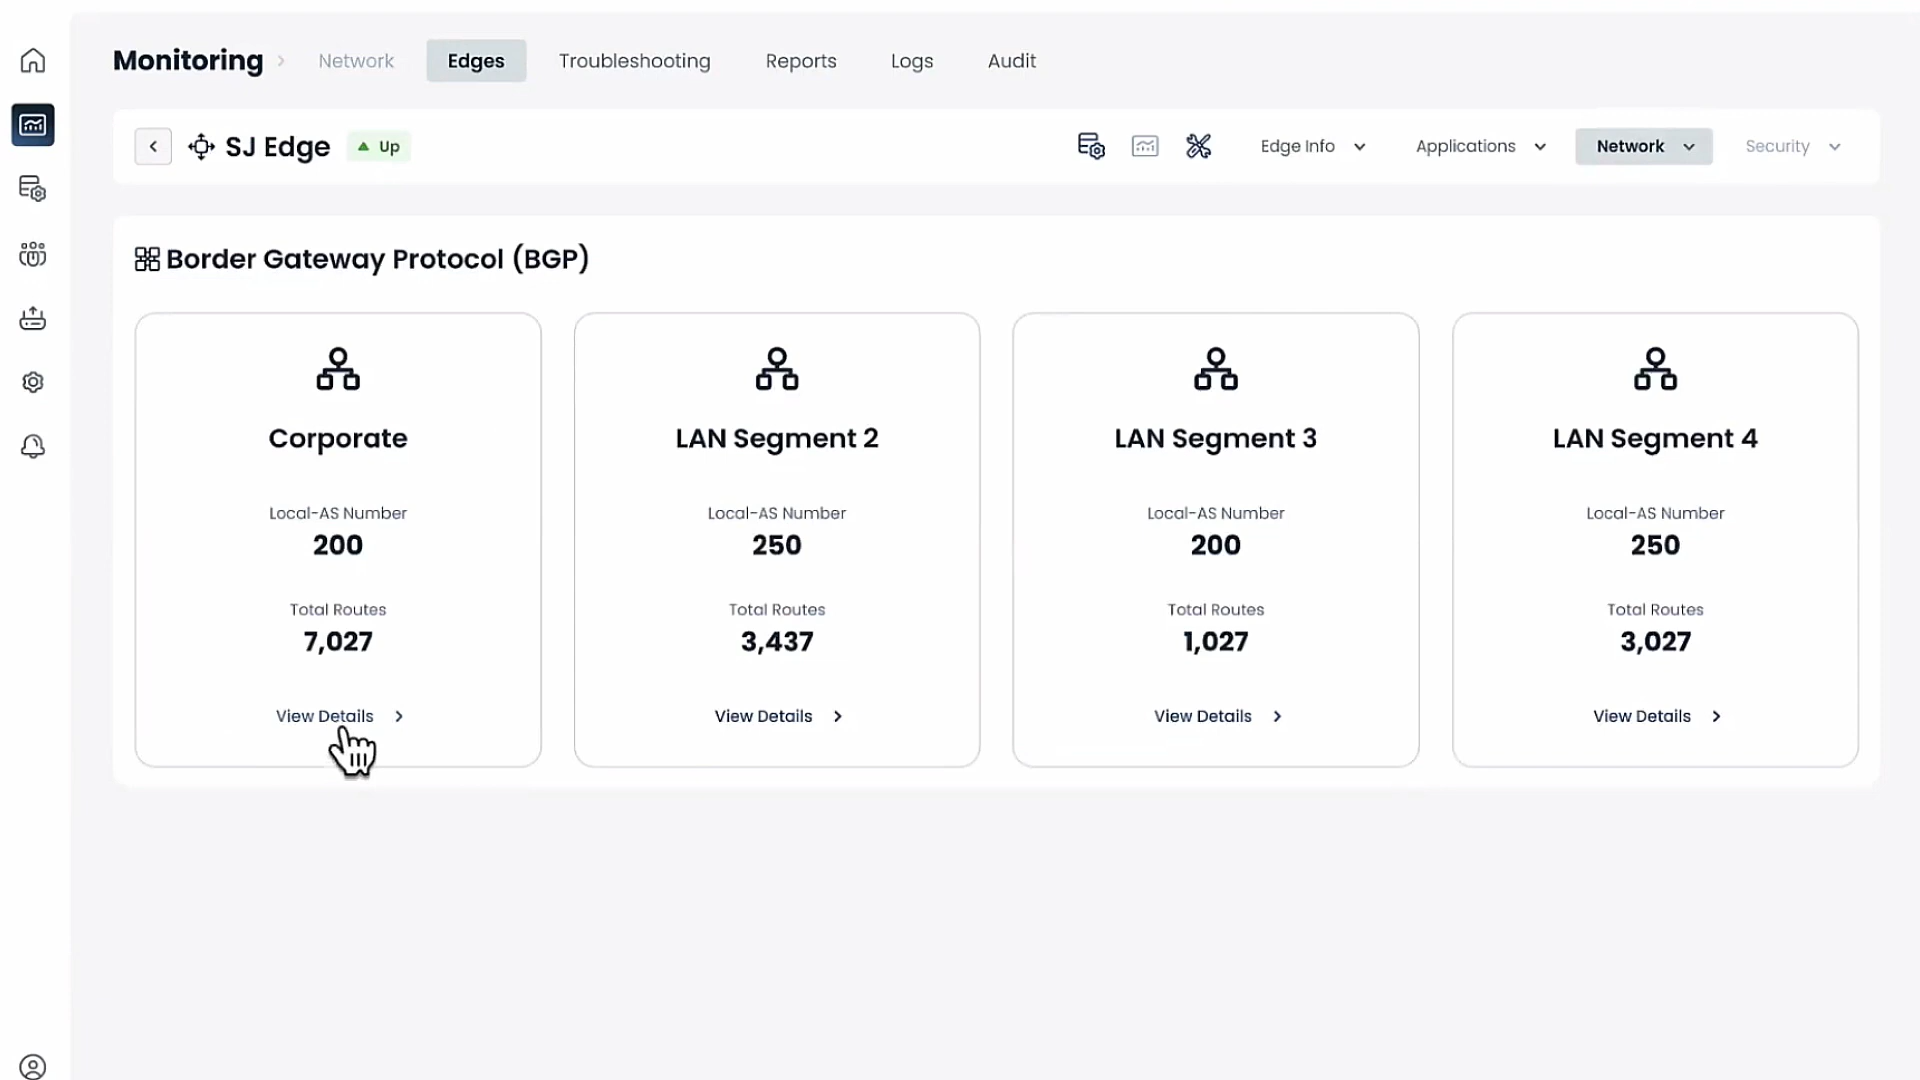 Monitoring Network Edges Troubleshooting Reports Logs Audit
SJ Edge Up Edge Info Applications Network Security
Border Gateway Protocol (BGP)
Corporate
Local-AS Number
200
Total Routes
7,027
View Details
LAN Segment 2
Local-AS Number
250
Total Routes
3,437
View Details
LAN Segment 3
Local-AS Number
200
Total Routes
1,027
View Details
LAN Segment 4
Local-AS Number
250
Total Routes
3,027
View Details